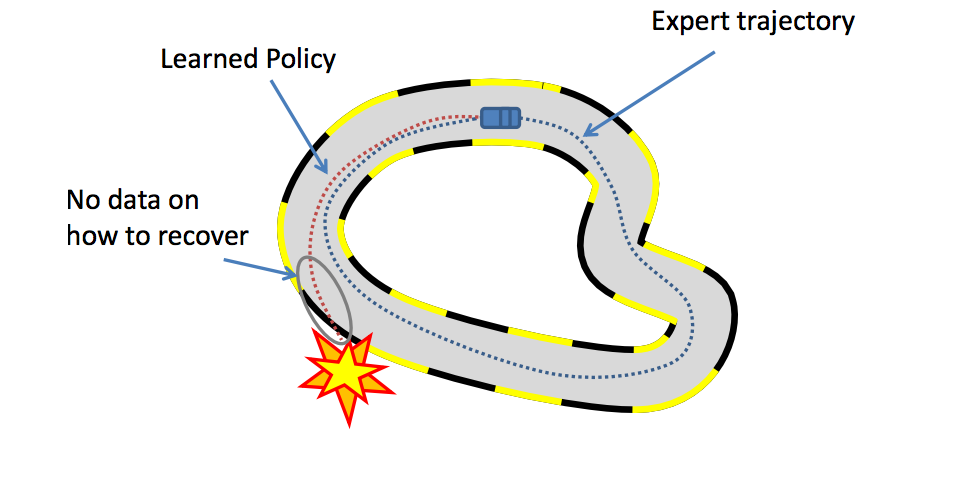 Expert trajectory
Learned Policy
No data on
how to recover